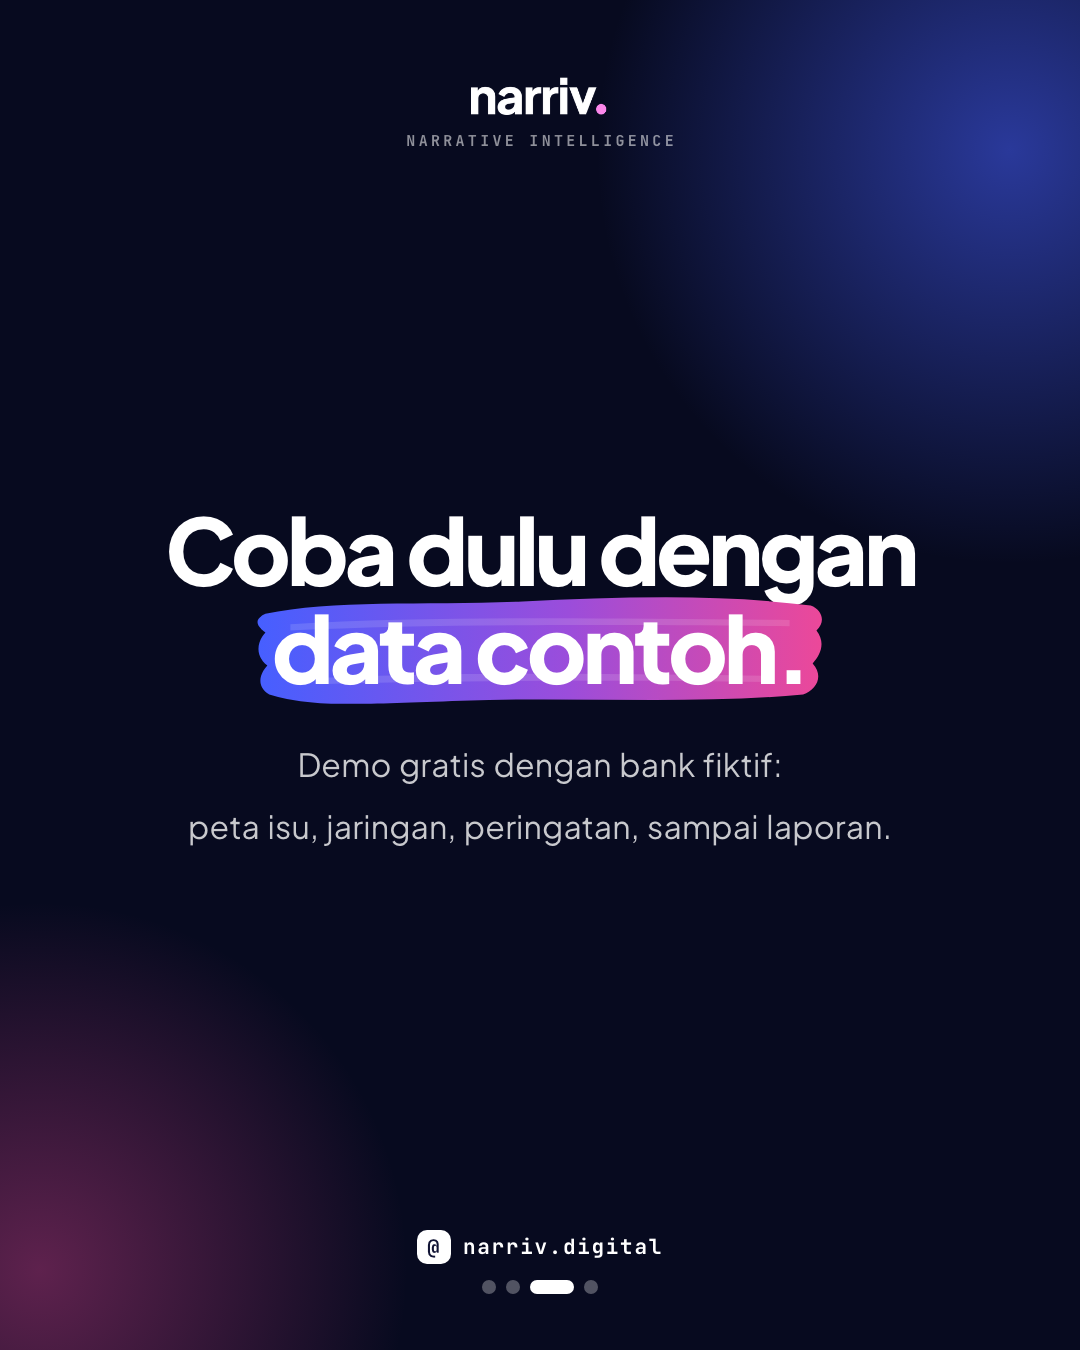 narriv.
NARRATIVE INTELLIGENCE
Coba dulu dengan
data contoh.
Demo gratis dengan bank fiktif:
peta isu, jaringan, peringatan, sampai laporan.
@ narriv.digital